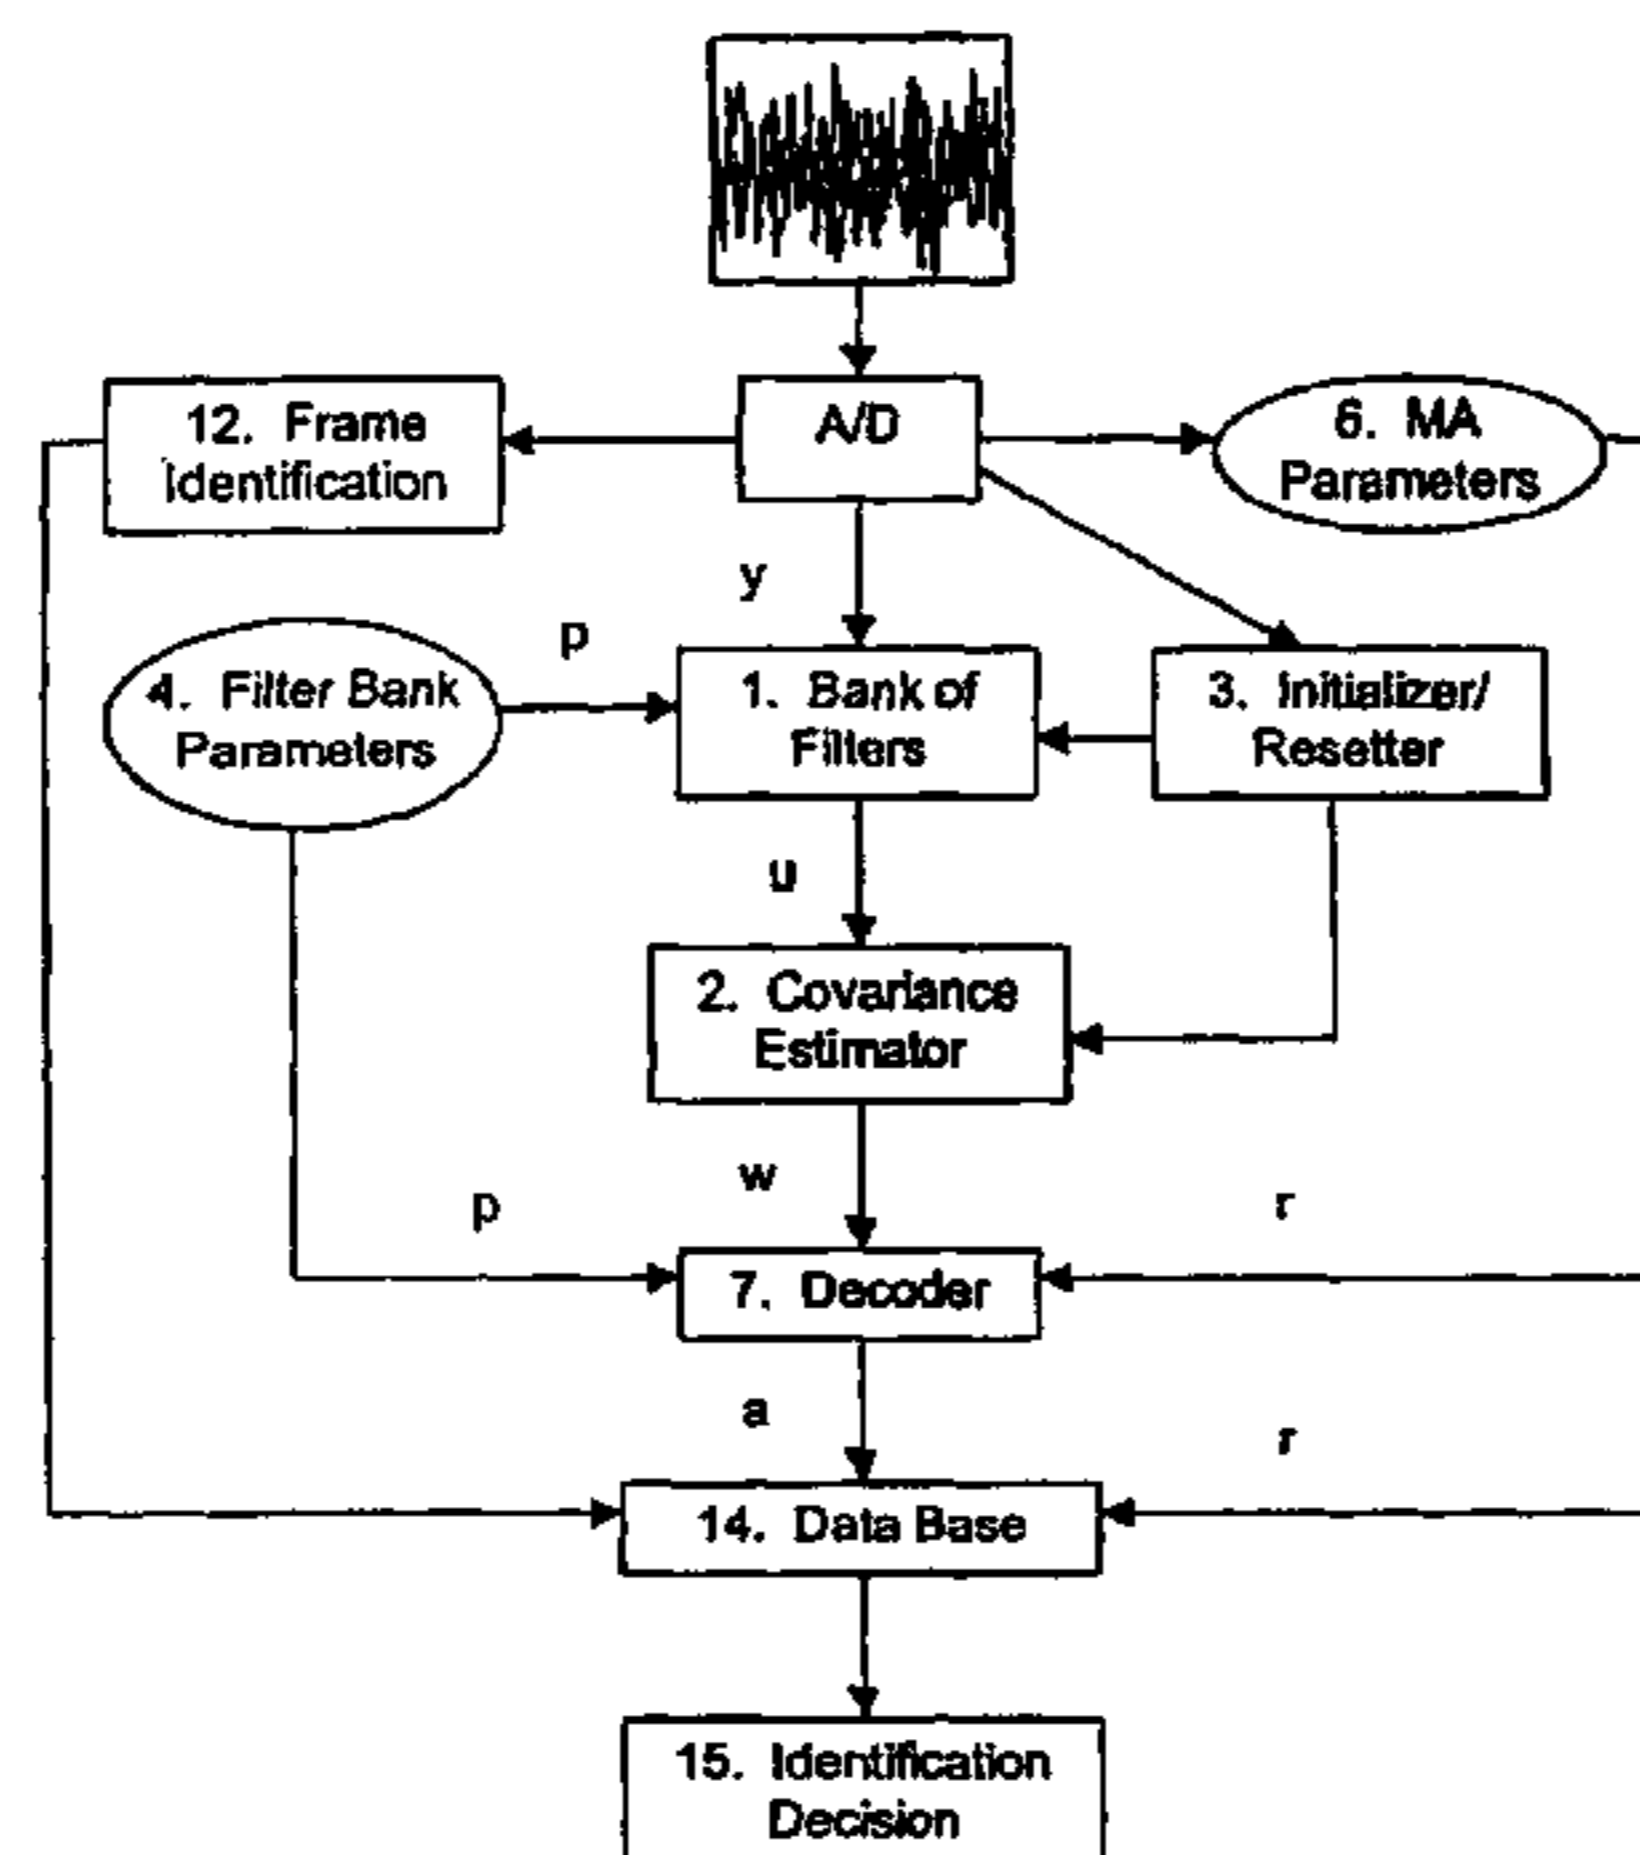 A/D
12. Frame
Identification
6. MA
Parameters
y
p
4. Filter Bank
Parameters
1. Bank of
Filters
3. Initializer/
Resetter
u
2. Covariance
Estimator
w
p
r
7. Decoder
a
r
14. Data Base
15. Identification
Decision